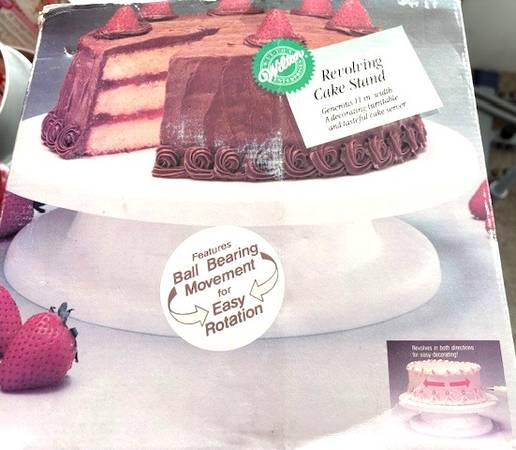 Wilton
ENTERPRISES
Revolving
Cake Stand
Generous 11 in. width
A decorating turntable
and tasteful cake server
Features
Ball Bearing
Movement
for
Easy
Rotation
Revolves in both directions
for easy decorating!